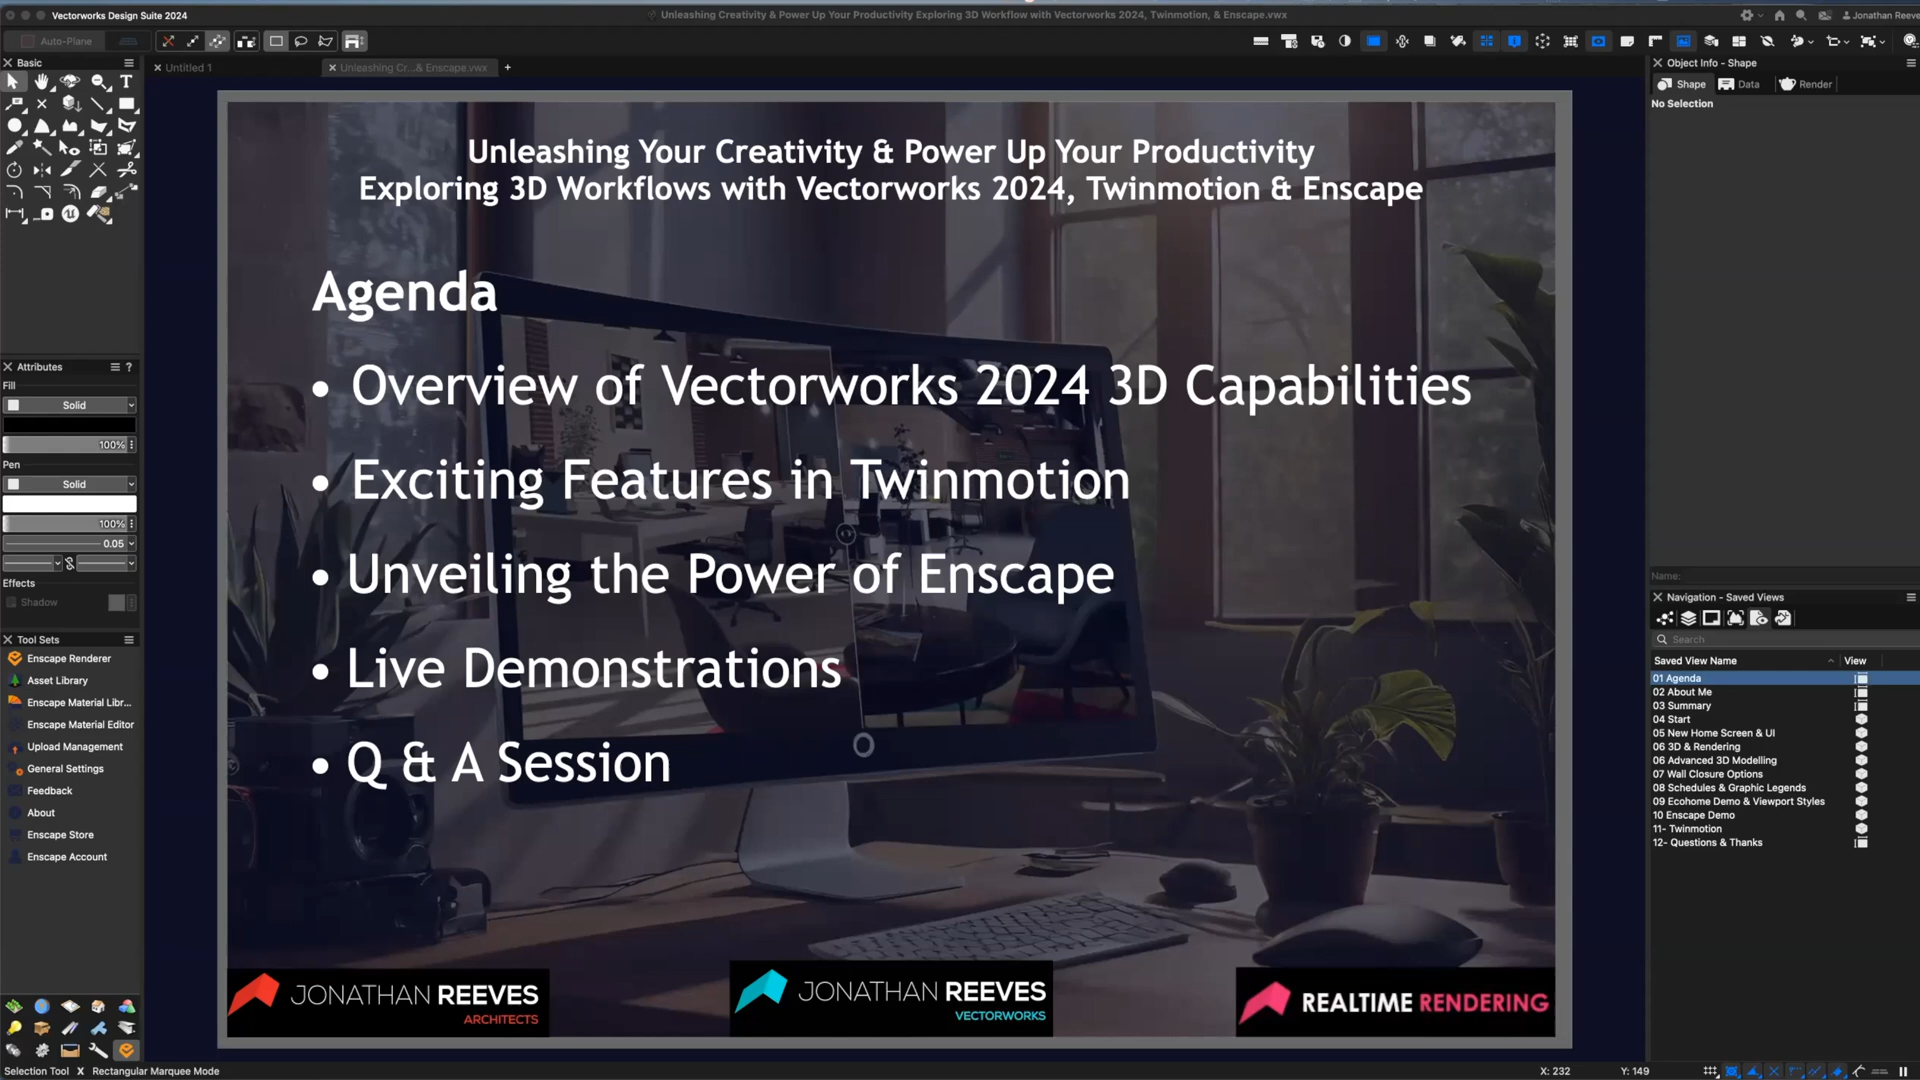 Vectorworks Design Suite 2024
Unleashing Creativity & Power Up Your Productivity Exploring 3D Workflow with Vectorworks 2024, Twinmotion, & Enscape.vwx
Jonathan Reeve
Auto-Plane
Basic
Untitled 1
Unleashing Cr...& Enscape.vwx
Object Info - Shape
Shape
Data
Render
No Selection
Unleashing Your Creativity & Power Up Your Productivity
Exploring 3D Workflows with Vectorworks 2024, Twinmotion & Enscape
Agenda
• Overview of Vectorworks 2024 3D Capabilities
• Exciting Features in Twinmotion
• Unveiling the Power of Enscape
• Live Demonstrations
• Q & A Session
JONATHAN REEVES
ARCHITECTS
JONATHAN REEVES
VECTORWORKS
REALTIME RENDERING
Attributes
?
Fill
Solid
100%
Pen
Solid
100%
0.05
Effects
Shadow
Tool Sets
Enscape Renderer
Asset Library
Enscape Material Libr...
Enscape Material Editor
Upload Management
General Settings
Feedback
About
Enscape Store
Enscape Account
Name:
Navigation - Saved Views
Search
Saved View Name
View
01 Agenda
02 About Me
03 Summary
04 Start
05 New Home Screen & UI
06 3D & Rendering
06 Advanced 3D Modelling
07 Wall Closure Options
08 Schedules & Graphic Legends
09 Ecohome Demo & Viewport Styles
10 Enscape Demo
11- Twinmotion
12- Questions & Thanks
Selection Tool
X
Rectangular Marquee Mode
X: 232
Y: 149